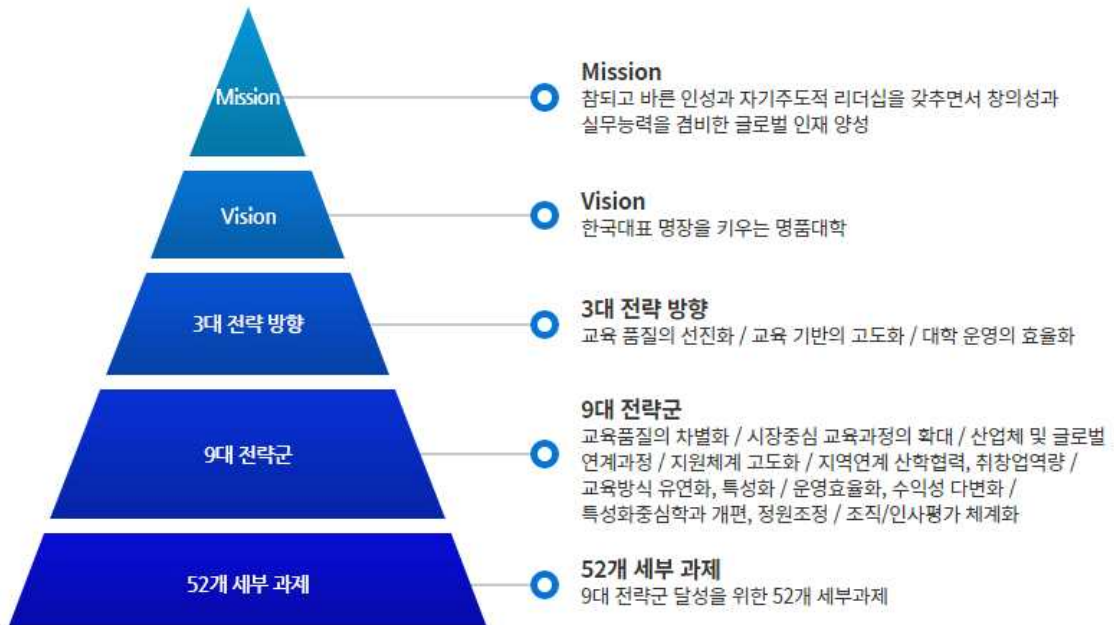 Mission
Mission
참되고 바른 인성과 자기주도적 리더십을 갖추면서 창의성과
실무능력을 겸비한 글로벌 인재 양성
Vision
Vision
한국대표 명장을 키우는 명품대학
3대 전략 방향
3대 전략 방향
교육 품질의 선진화 / 교육 기반의 고도화 / 대학 운영의 효율화
9대 전략군
9대 전략군
교육품질의 차별화 / 시장중심 교육과정의 확대 / 산업체 및 글로벌
연계과정 / 지원체계 고도화 / 지역연계 산학협력, 취창업역량 /
교육방식 유연화, 특성화 / 운영효율화, 수익성 다변화 /
특성화중심학과 개편, 정원조정 / 조직/인사평가 체계화
52개 세부 과제
52개 세부 과제
9대 전략군 달성을 위한 52개 세부과제